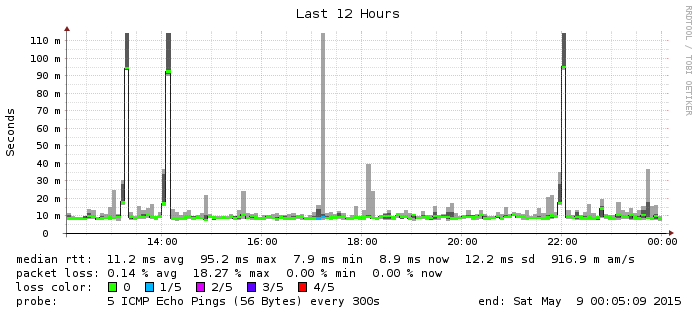 Last 12 Hours
RRDTOOL / TOBI OETIKER
Seconds
110 m
100 m
90 m
80 m
70 m
60 m
50 m
40 m
30 m
20 m
10 m
0
14:00 16:00 18:00 20:00 22:00 00:00
median rtt: 11.2 ms avg 95.2 ms max 7.9 ms min 8.9 ms now 12.2 ms sd 916.9 m am/s
packet loss: 0.14 % avg 18.27 % max 0.00 % min 0.00 % now
loss color: 0 1/5 2/5 3/5 4/5
probe: 5 ICMP Echo Pings (56 Bytes) every 300s end: Sat May 9 00:05:09 2015